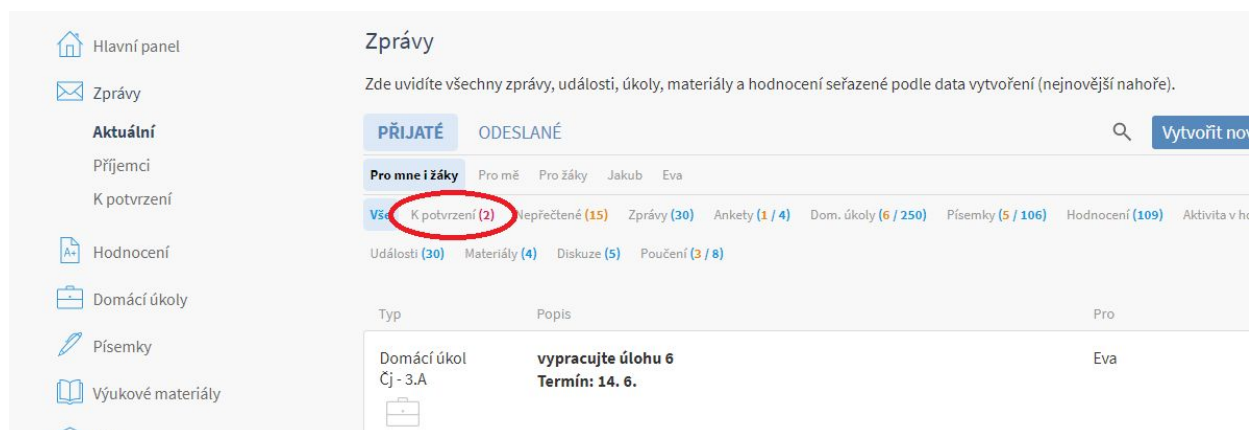 Hlavní panel
Zprávy
Aktuální
Příjemci
K potvrzení
A+ Hodnocení
Domácí úkoly
Písemky
Výukové materiály
Zprávy
Zde uvidíte všechny zprávy, události, úkoly, materiály a hodnocení seřazené podle data vytvoření (nejnovější nahoře).
PŘIJATÉ ODESLANÉ
Pro mne i žáky Pro mě Pro žáky Jakub Eva
Vše K potvrzení (2) Nepřečtené (15) Zprávy (30) Ankety (1 / 4) Dom. úkoly (6 / 250) Písemky (5 / 106) Hodnocení (109) Aktivita v
Události (30) Materiály (4) Diskuze (5) Poučení (3 / 8)
Typ Popis Pro
Domácí úkol vypracujte úlohu 6 Eva
Čj - 3.A Termín: 14. 6.
Vytvořit